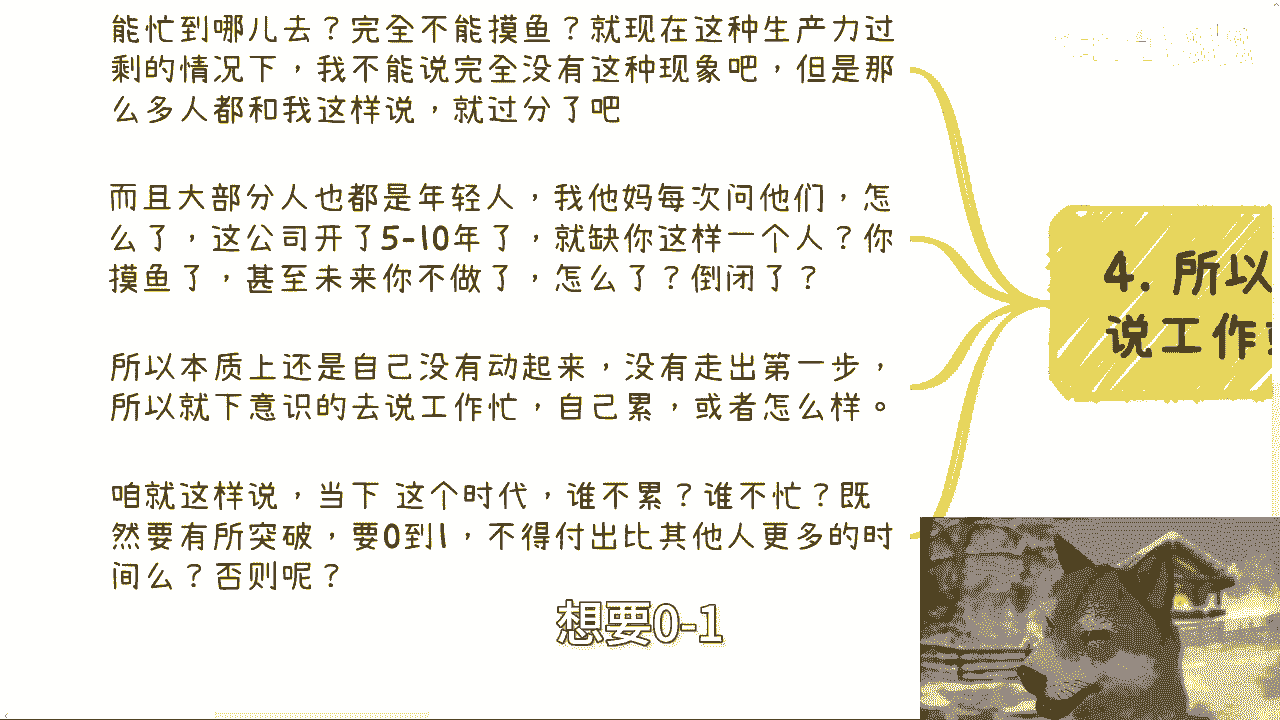 能忙到哪儿去？完全不能摸鱼？就现在这种生产力过
剩的情况下，我不能说完全没有这种现象吧，但是那
么多人都和我这样说，就过分了吧
而且大部分人也都是年轻人，我他妈每次问他们，怎
么了，这公司开了5-10年了，就缺你这样一个人？你
摸鱼了，甚至未来你不做了，怎么了？倒闭了？
所以本质上还是自己没有动起来，没有走出第一步，
所以就下意识的去说工作忙，自己累，或者怎么样。
咱就这样说，当下 这个时代，谁不累？谁不忙？既
然要有所突破，要0到1，不得付出比其他人更多的时
间么？否则呢？
4. 所以
说工作
想要0-1